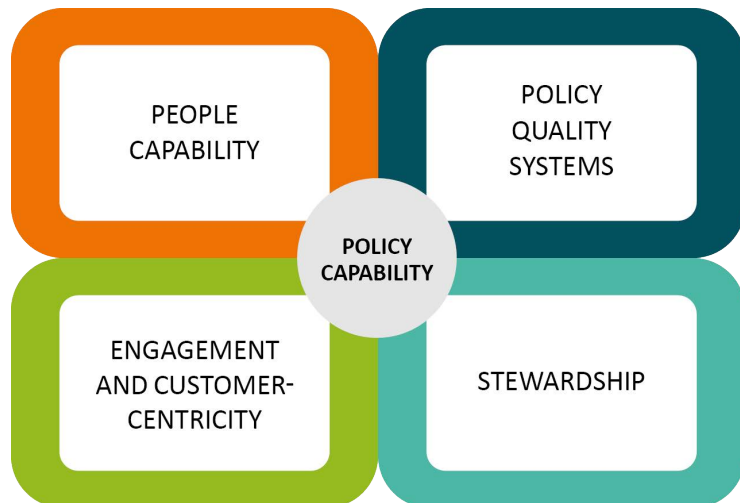 PEOPLE
CAPABILITY
POLICY
QUALITY
SYSTEMS
POLICY
CAPABILITY
ENGAGEMENT
AND CUSTOMER-
CENTRICITY
STEWARDSHIP